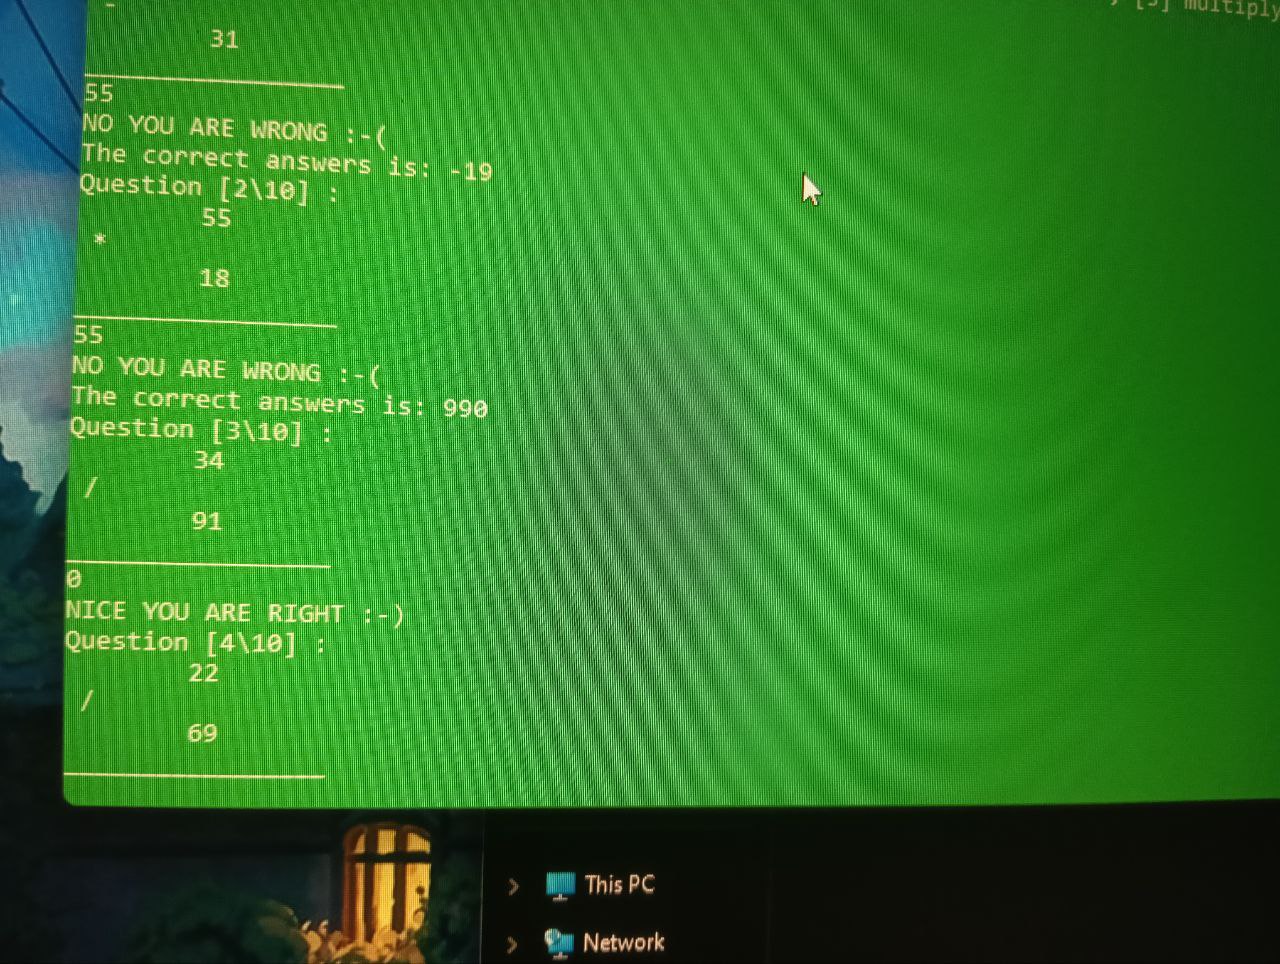 [3] multiply
-
31
55
NO YOU ARE WRONG :-(
The correct answers is: -19
Question [2\10] :
55
*
18
55
NO YOU ARE WRONG :-(
The correct answers is: 990
Question [3\10] :
34
/
91
0
NICE YOU ARE RIGHT :-)
Question [4\10] :
22
/
69
This PC
Network